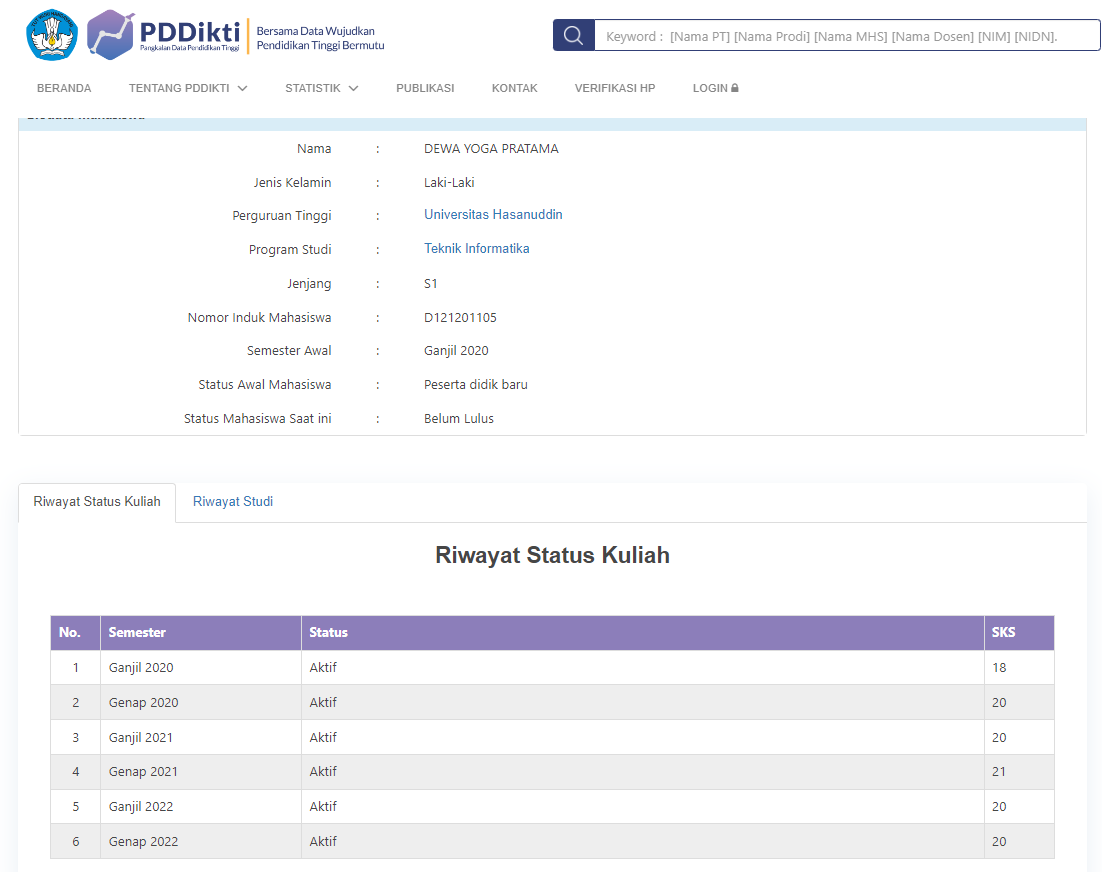 PDDikti
Pangkalan Data Pendidikan Tinggi
Bersama Data Wujudkan
Pendidikan Tinggi Bermutu
Keyword : [Nama PT] [Nama Prodi] [Nama MHS] [Nama Dosen] [NIM] [NIDN].
BERANDA TENTANG PDDIKTI STATISTIK PUBLIKASI KONTAK VERIFIKASI HP LOGIN
Nama : DEWA YOGA PRATAMA
Jenis Kelamin : Laki-Laki
Perguruan Tinggi : Universitas Hasanuddin
Program Studi : Teknik Informatika
Jenjang : S1
Nomor Induk Mahasiswa : D121201105
Semester Awal : Ganjil 2020
Status Awal Mahasiswa : Peserta didik baru
Status Mahasiswa Saat ini : Belum Lulus
Riwayat Status Kuliah Riwayat Studi
Riwayat Status Kuliah
No. Semester Status SKS
1 Ganjil 2020 Aktif 18
2 Genap 2020 Aktif 20
3 Ganjil 2021 Aktif 20
4 Genap 2021 Aktif 21
5 Ganjil 2022 Aktif 20
6 Genap 2022 Aktif 20